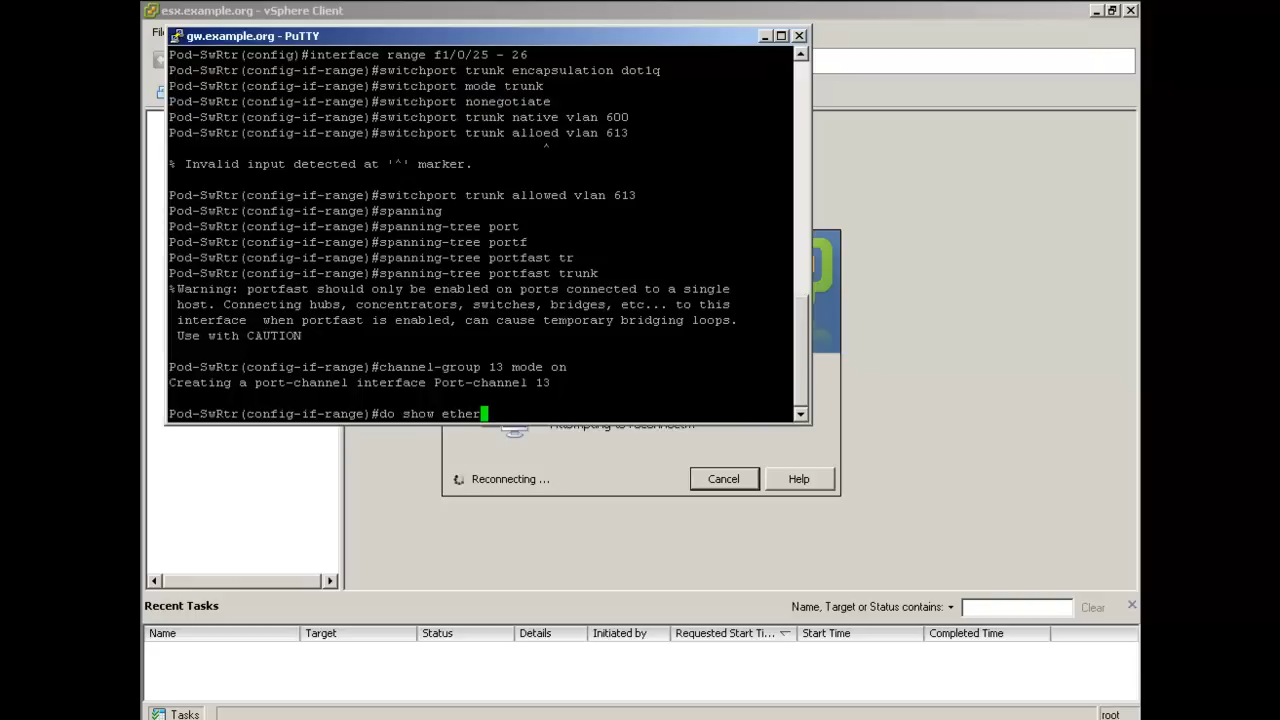 esx.example.org - vSphere Client
gw.example.org - PuTTY
Pod-SwRtr(config)#interface range f1/0/25 - 26
Pod-SwRtr(config-if-range)#switchport trunk encapsulation dot1q
Pod-SwRtr(config-if-range)#switchport mode trunk
Pod-SwRtr(config-if-range)#switchport nonegotiate
Pod-SwRtr(config-if-range)#switchport trunk native vlan 600
Pod-SwRtr(config-if-range)#switchport trunk alloed vlan 613
^
% Invalid input detected at '^' marker.
Pod-SwRtr(config-if-range)#switchport trunk allowed vlan 613
Pod-SwRtr(config-if-range)#spanning
Pod-SwRtr(config-if-range)#spanning-tree port
Pod-SwRtr(config-if-range)#spanning-tree portf
Pod-SwRtr(config-if-range)#spanning-tree portfast tr
Pod-SwRtr(config-if-range)#spanning-tree portfast trunk
%Warning: portfast should only be enabled on ports connected to a single
host. Connecting hubs, concentrators, switches, bridges, etc... to this
interface when portfast is enabled, can cause temporary bridging loops.
Use with CAUTION
Pod-SwRtr(config-if-range)#channel-group 13 mode on
Creating a port-channel interface Port-channel 13
Pod-SwRtr(config-if-range)#do show ether
Reconnecting ...
Cancel
Help
Recent Tasks
Name, Target or Status contains:
Clear
Name
Target
Status
Details
Initiated by
Requested Start Ti...
Start Time
Completed Time
Tasks
root